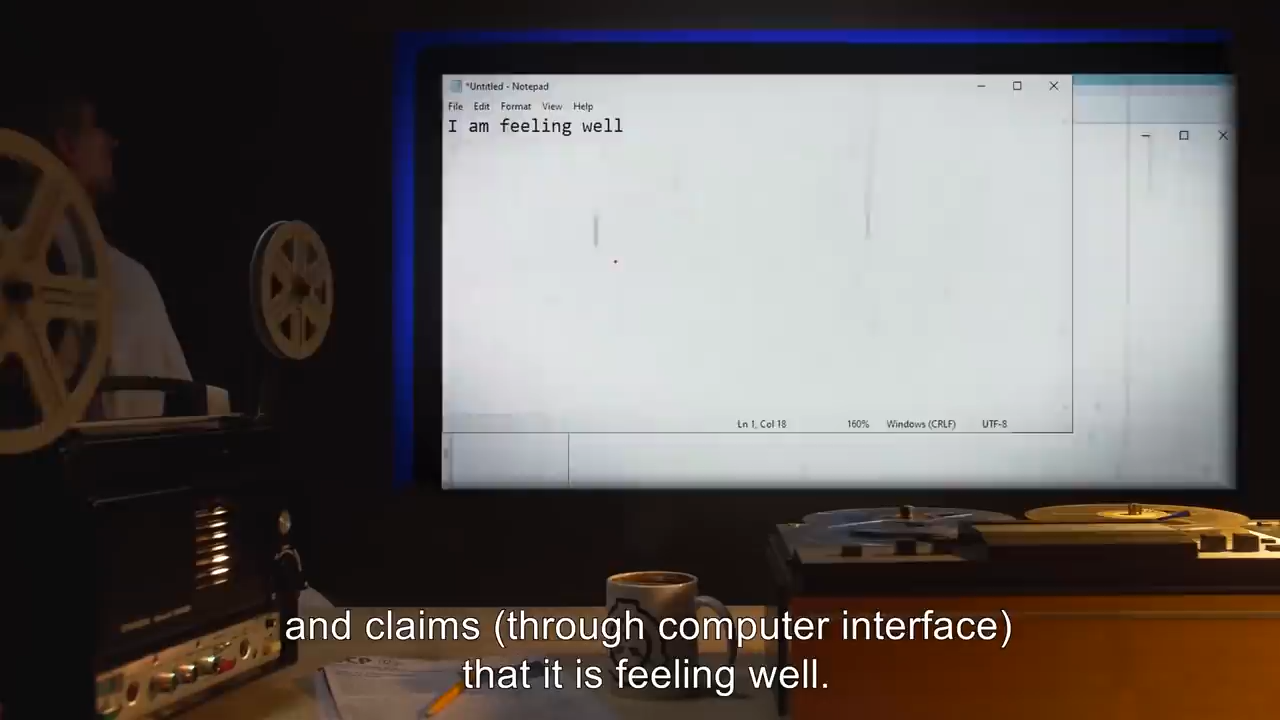 *Untitled - Notepad
File Edit Format View Help
I am feeling well
Ln 1, Col 18 160% Windows (CRLF) UTF-8
and claims (through computer interface)
that it is feeling well.